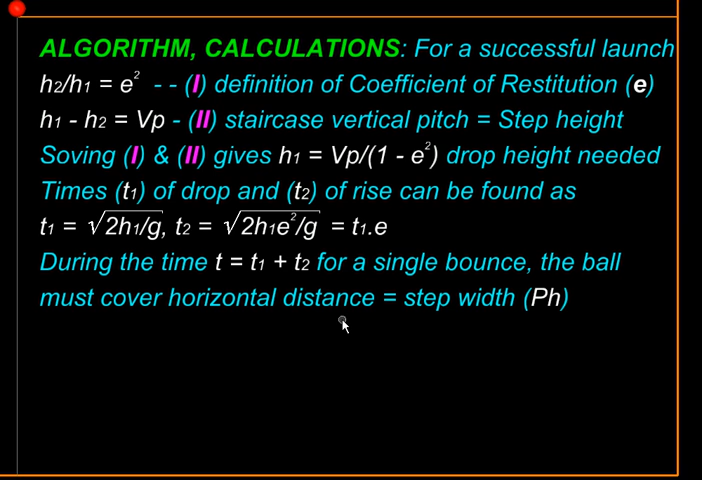 ALGORITHM, CALCULATIONS: For a successful launch
h2/h1 = e² - - (I) definition of Coefficient of Restitution (e)
h1 - h2 = Vp - (II) staircase vertical pitch = Step height
Soving (I) & (II) gives h1 = Vp/(1 - e²) drop height needed
Times (t1) of drop and (t2) of rise can be found as
t1 = √2h1/g, t2 = √2h1e²/g = t1.e
During the time t = t1 + t2 for a single bounce, the ball
must cover horizontal distance = step width (Ph)